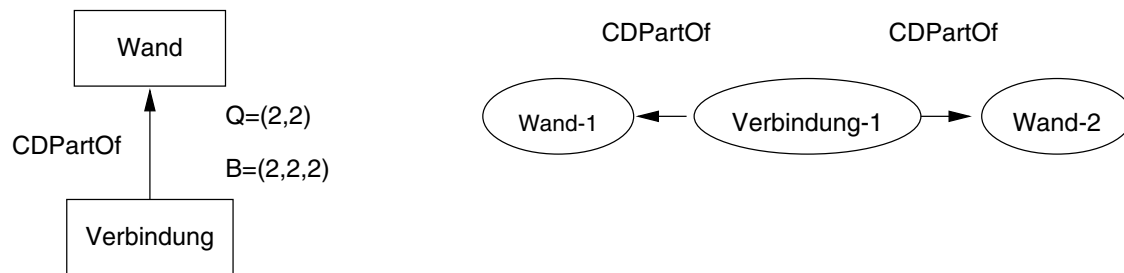 Wand
Q=(2,2)
CDPartOf
B=(2,2,2)
Verbindung
CDPartOf CDPartOf
Wand-1 Verbindung-1 Wand-2